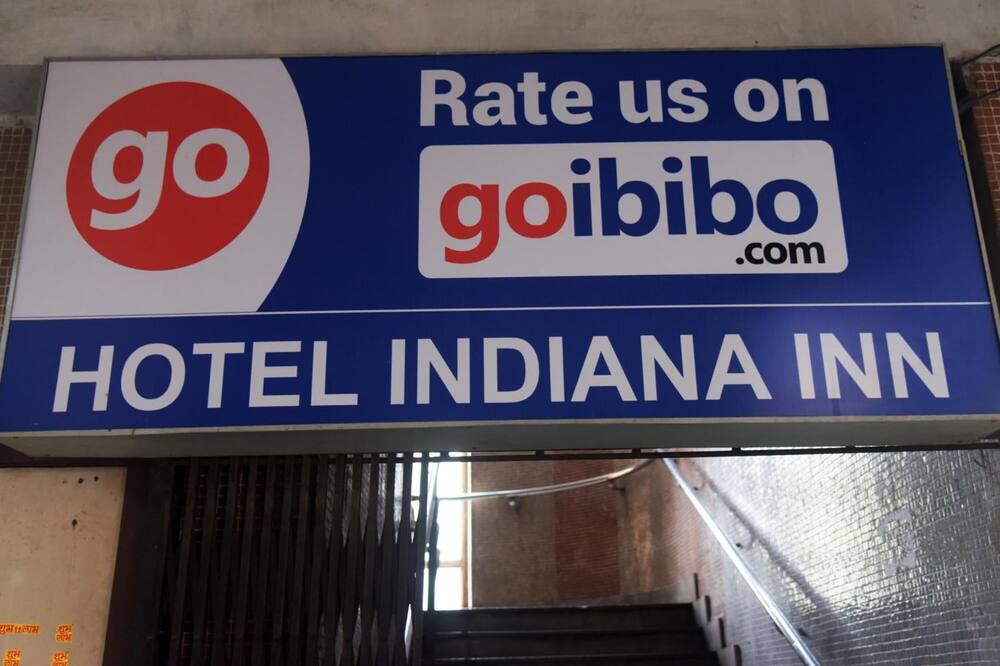 go
Rate us on
goibibo
.com
HOTEL INDIANA INN
शुभ लाभ
शुभ
लाभ